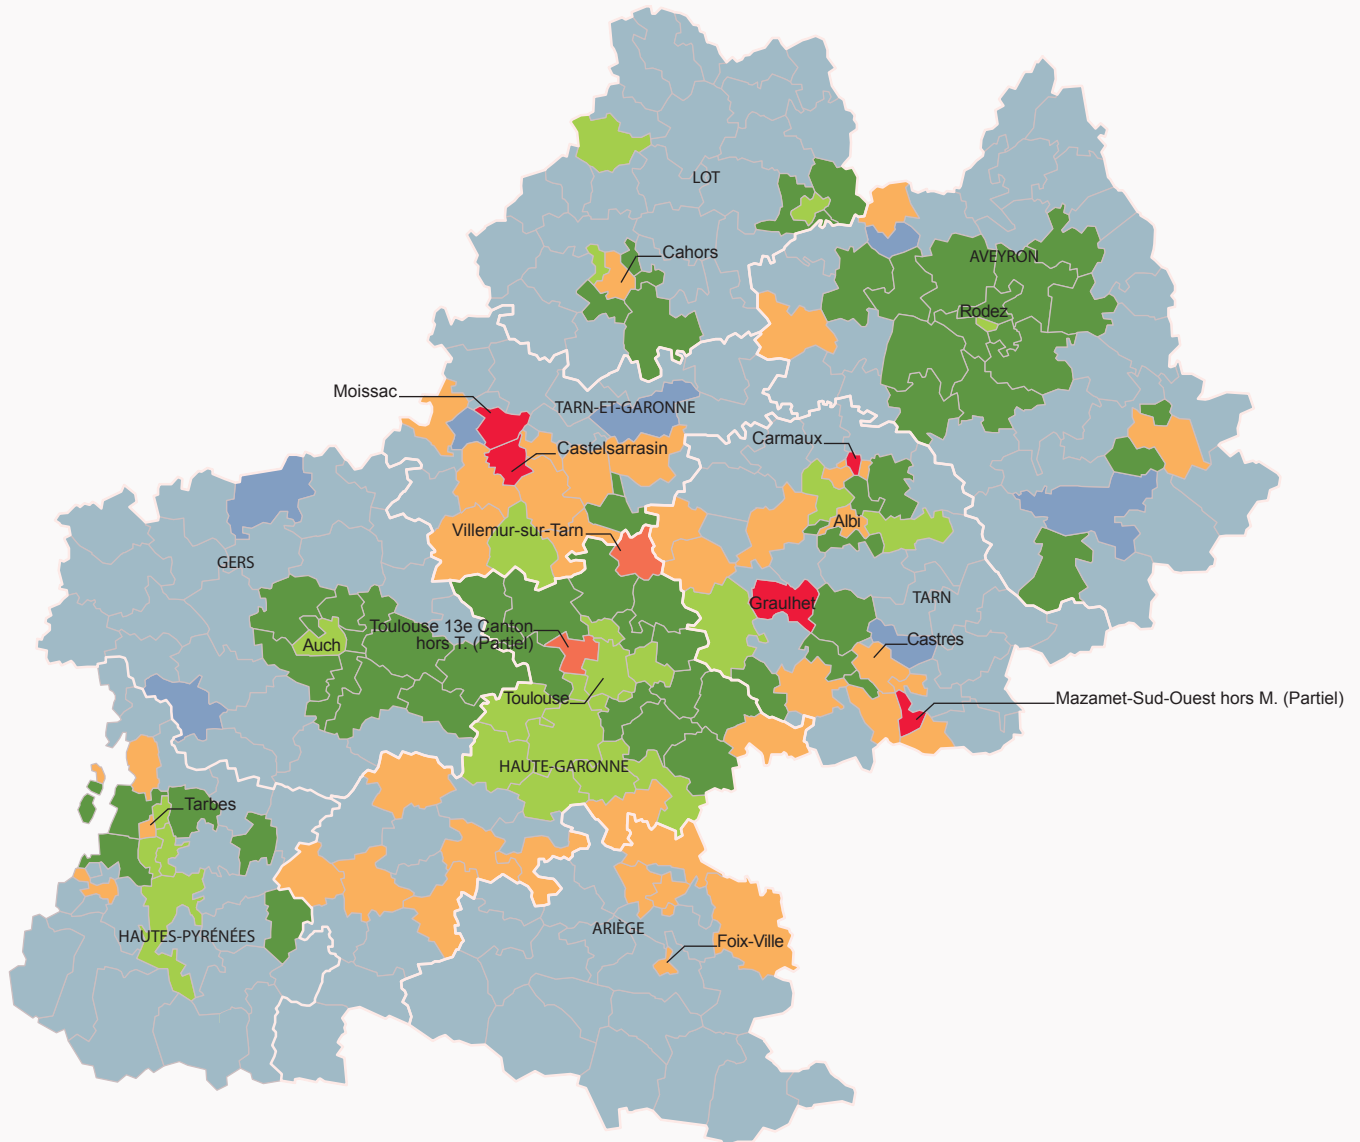 LOT
Cahors
AVEYRON
Rodez
Moissac
TARN-ET-GARONNE
Castelsarrasin
Carmaux
Villemur-sur-Tarn
Albi
GERS
Graulhet
TARN
Toulouse 13e Canton
hors T. (Partiel)
Auch
Castres
Toulouse
Mazamet-Sud-Ouest hors M. (Partiel)
HAUTE-GARONNE
Tarbes
ARIÈGE
HAUTES-PYRÉNÉES
Foix-Ville